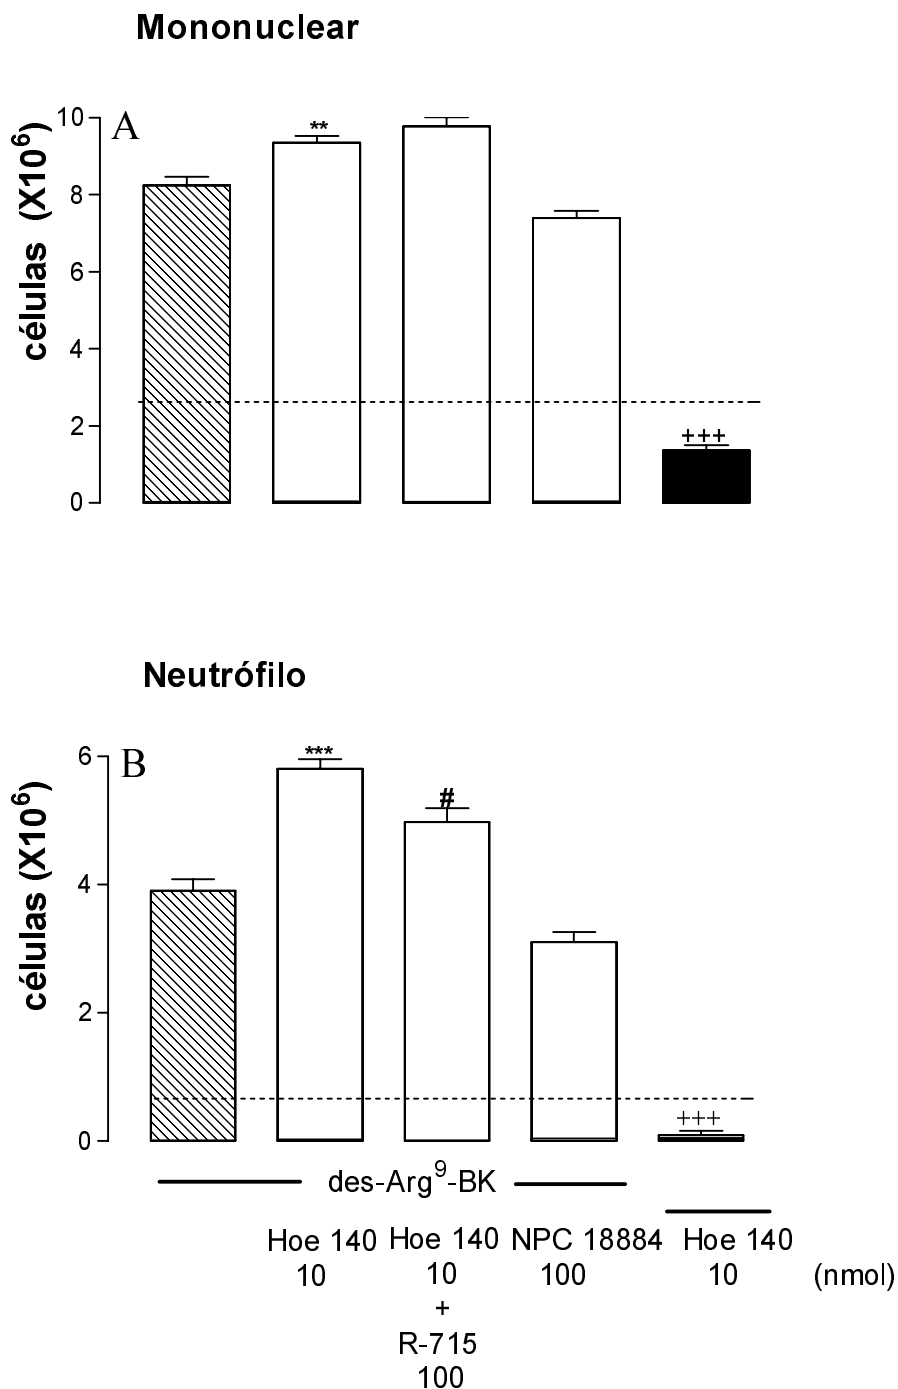 Mononuclear
A
células (X10⁶)
10
8
6
4
2
0
**
+++
Neutrófilo
B
células (X10⁶)
6
4
2
0
***
#
+++
des-Arg⁹-BK
Hoe 140 Hoe 140 NPC 18884 Hoe 140
10 10 100 10 (nmol)
+
R-715
100